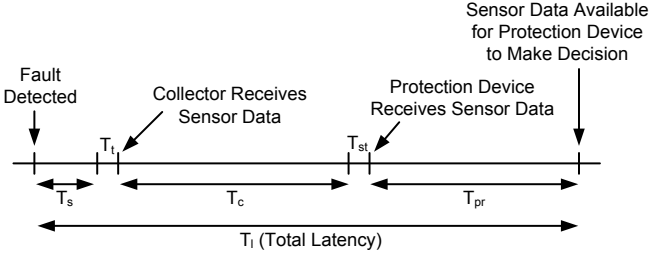 Sensor Data Available
for Protection Device
to Make Decision
Fault
Detected
Collector Receives
Sensor Data
Protection Device
Receives Sensor Data
Tt
Tst
Ts
Tc
Tpr
Tl (Total Latency)